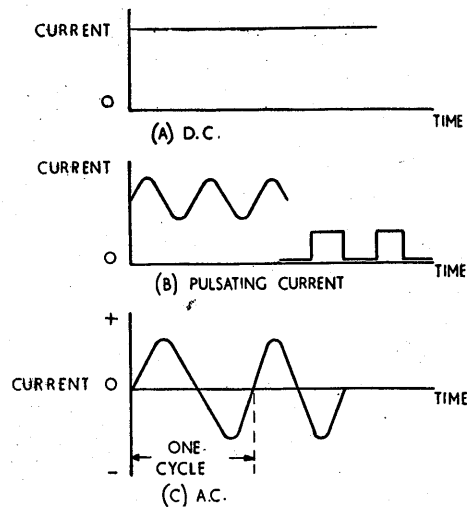 CURRENT
O
TIME
(A) D.C.
CURRENT
O
TIME
(B) PULSATING CURRENT
+
CURRENT O
TIME
ONE
CYCLE
-
(C) A.C.